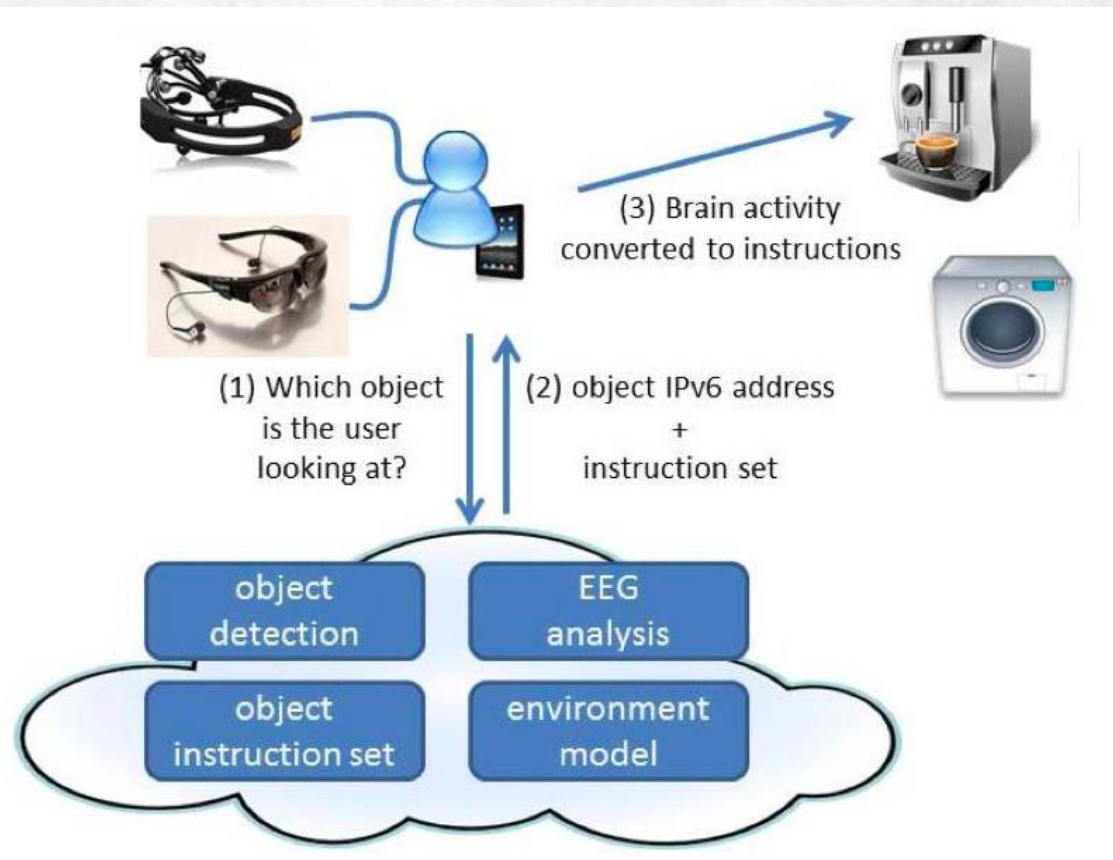 (3) Brain activity
converted to instructions
(1) Which object
is the user
looking at?
(2) object IPv6 address
+
instruction set
object
detection
EEG
analysis
object
instruction set
environment
model